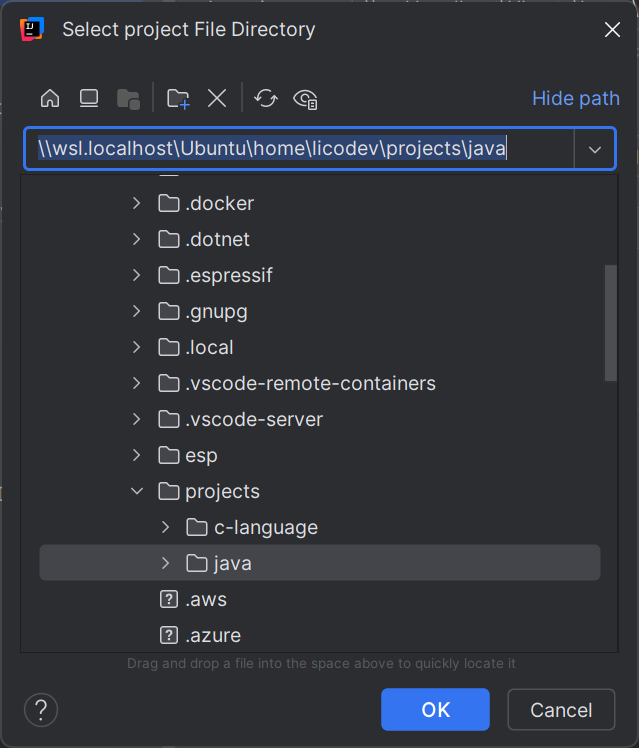 Select project File Directory
Hide path
\\wsl.localhost\Ubuntu\home\licodev\projects\java
.docker
.dotnet
.espressif
.gnupg
.local
.vscode-remote-containers
.vscode-server
esp
projects
c-language
java
.aws
.azure
Drag and drop a file into the space above to quickly locate it
? OK Cancel